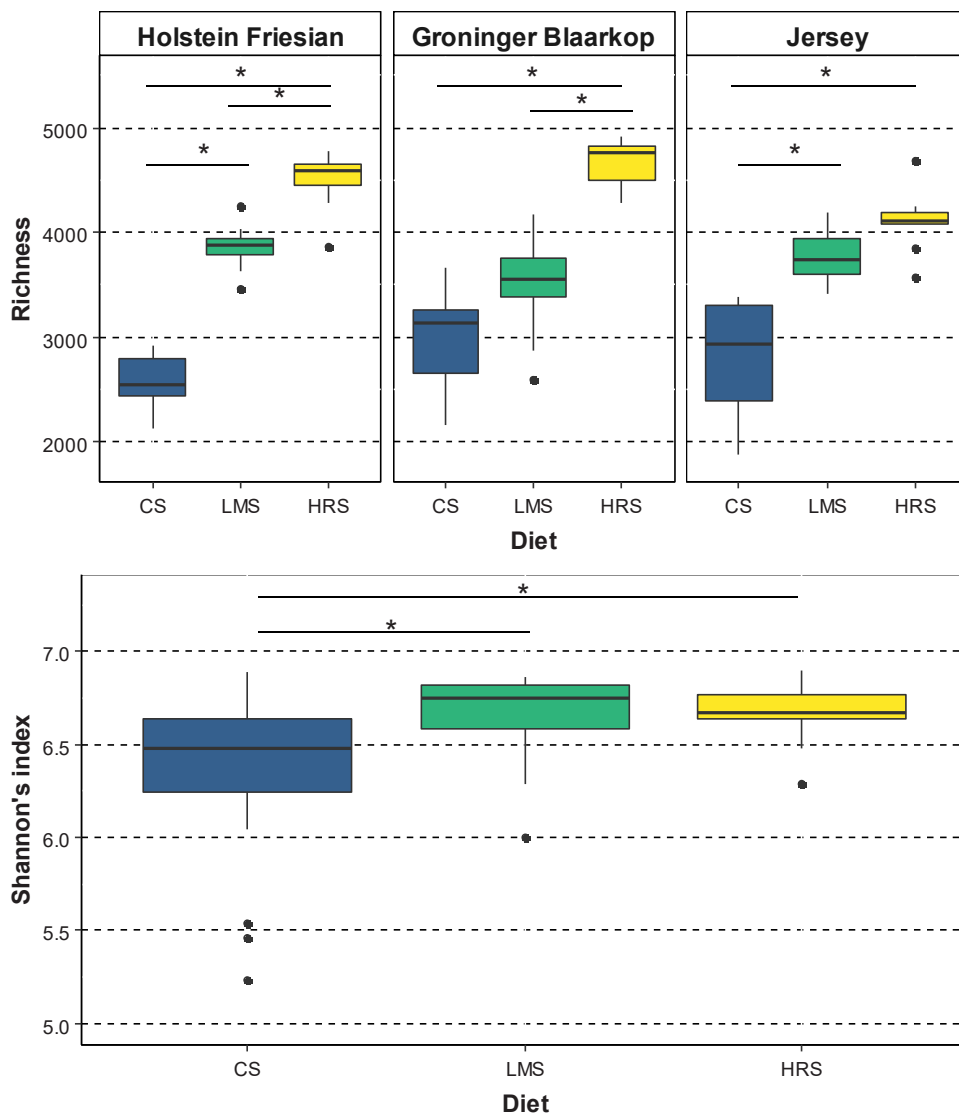 Holstein Friesian Groninger Blaarkop Jersey
* * *
* *
* *
5000
4000
3000
2000
Richness
CS LMS HRS CS LMS HRS CS LMS HRS
Diet
*
*
7.0
6.5
6.0
5.5
5.0
Shannon's index
CS LMS HRS
Diet